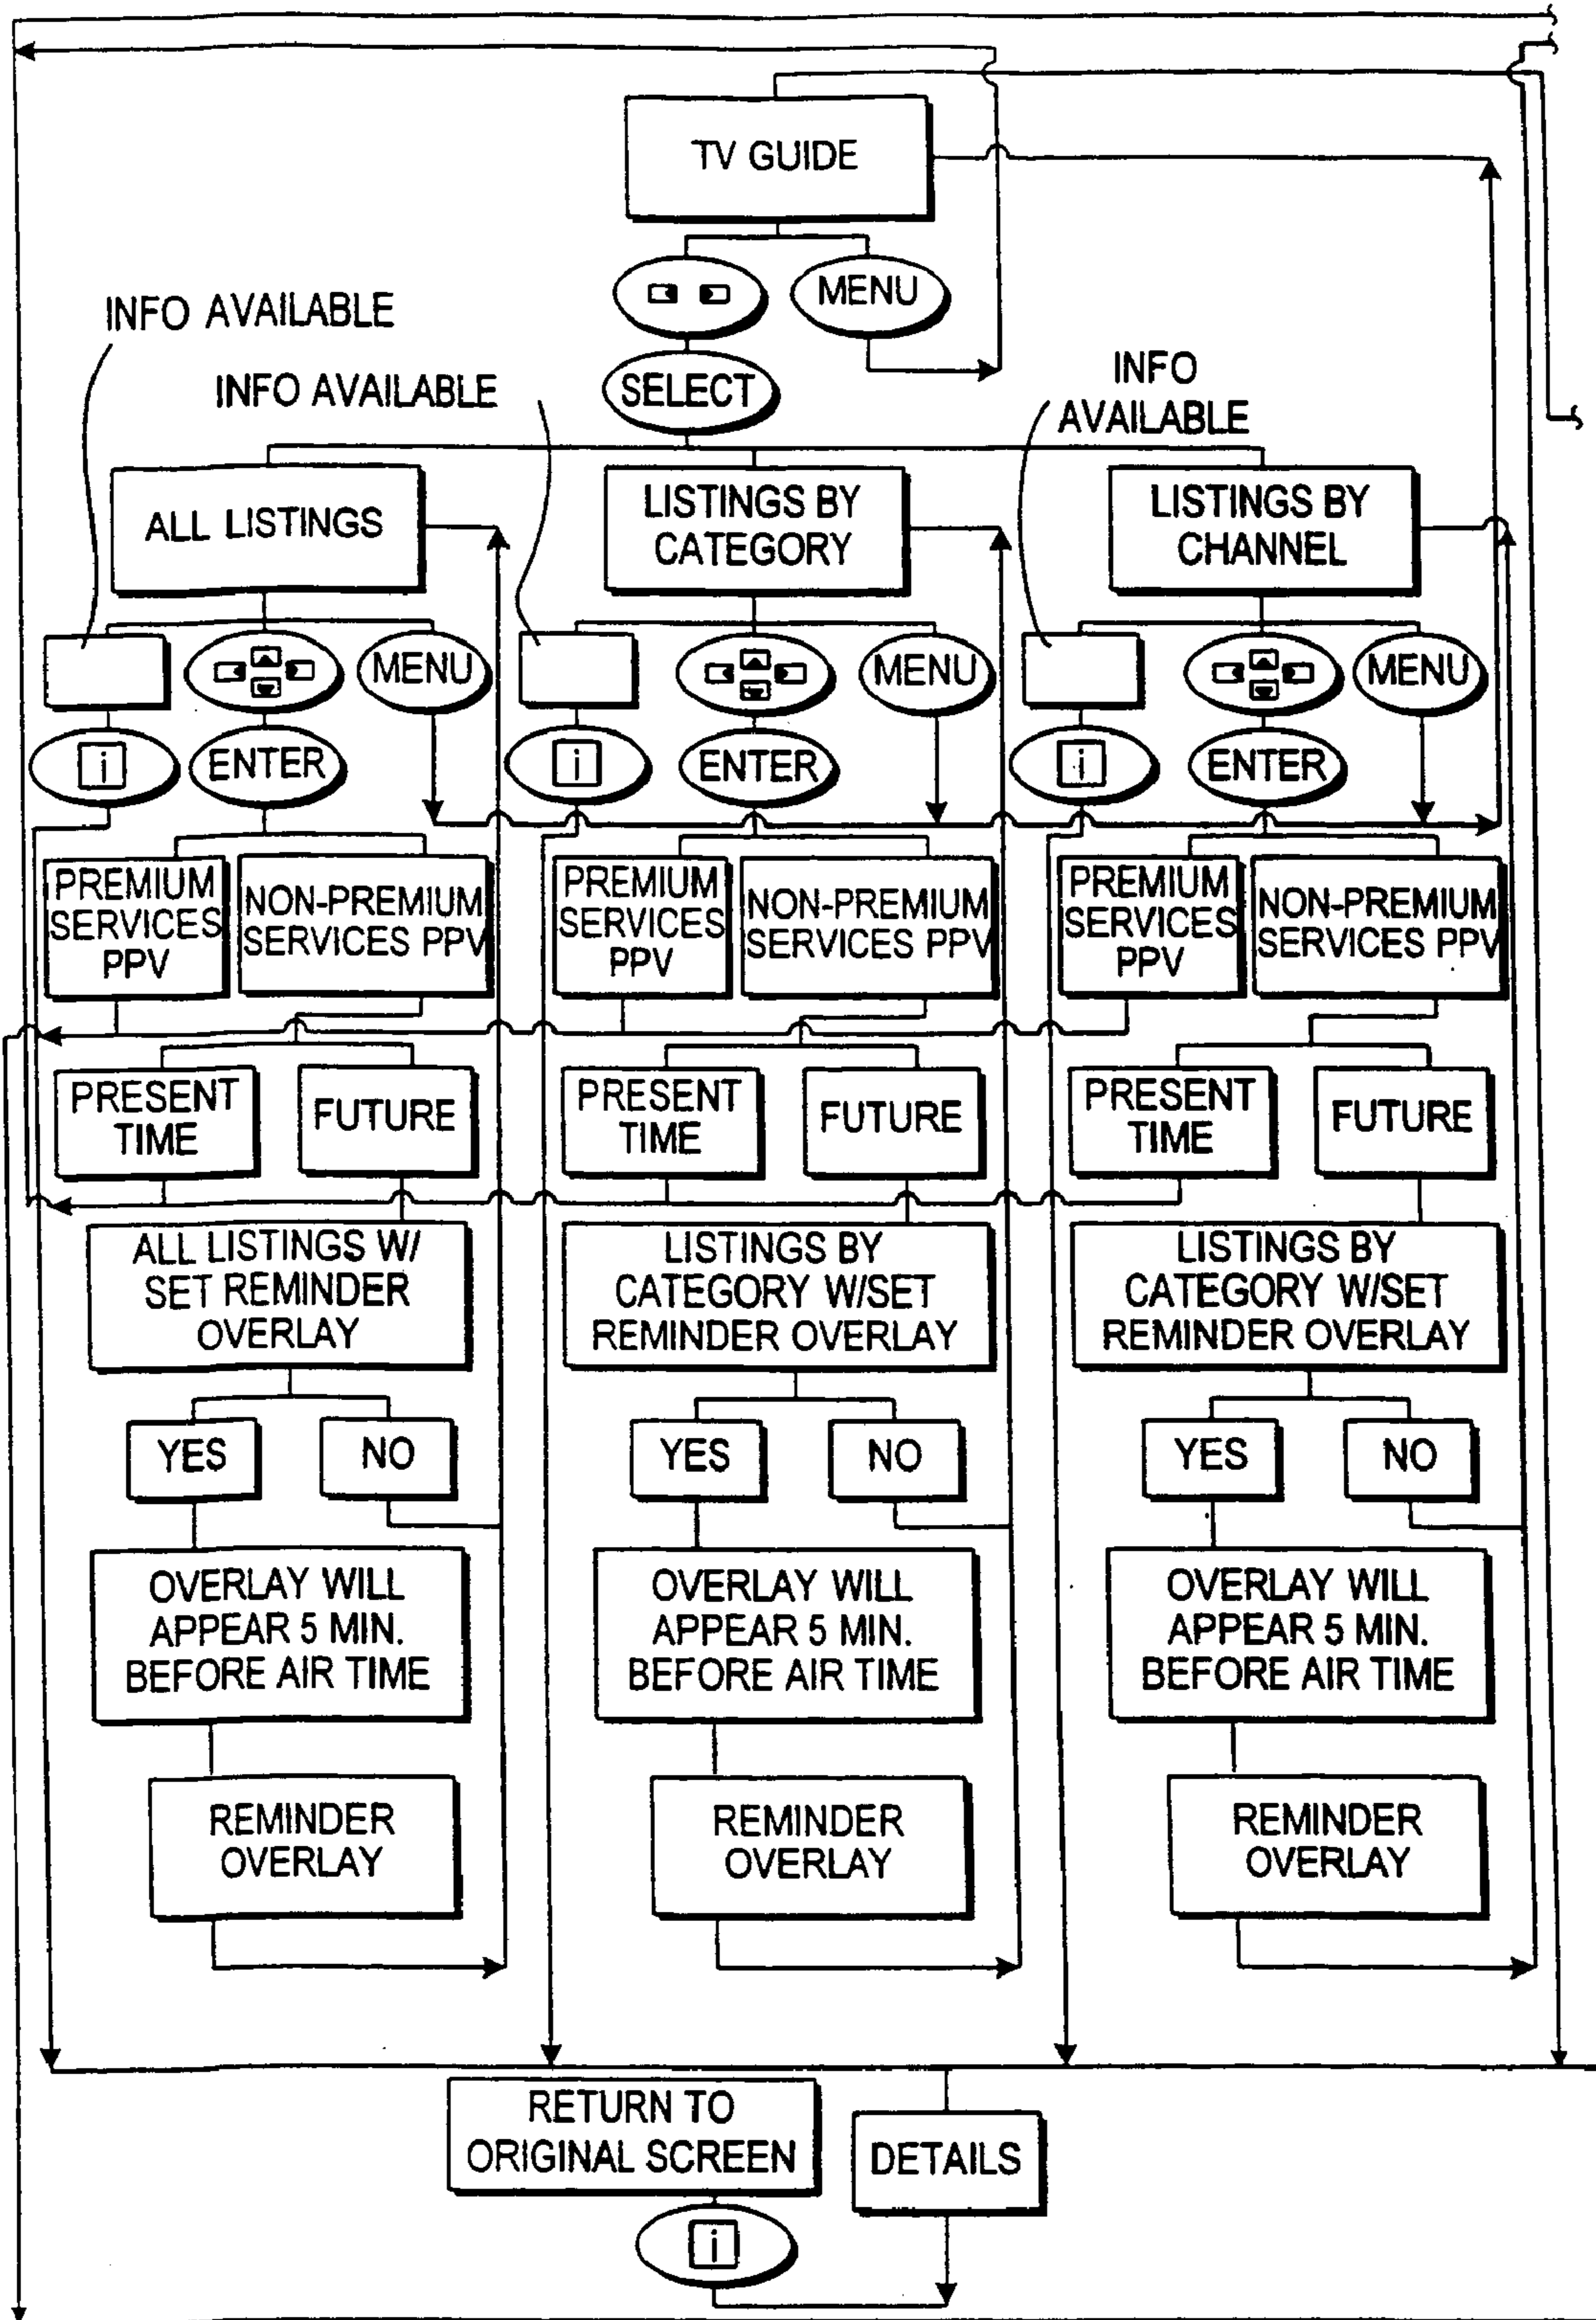 TV GUIDE
MENU
SELECT
INFO AVAILABLE
INFO AVAILABLE
INFO
AVAILABLE
ALL LISTINGS
LISTINGS BY
CATEGORY
LISTINGS BY
CHANNEL
MENU
MENU
MENU
i
ENTER
i
ENTER
i
ENTER
PREMIUM
SERVICES
PPV
NON-PREMIUM
SERVICES PPV
PREMIUM
SERVICES
PPV
NON-PREMIUM
SERVICES PPV
PREMIUM
SERVICES
PPV
NON-PREMIUM
SERVICES PPV
PRESENT
TIME
FUTURE
PRESENT
TIME
FUTURE
PRESENT
TIME
FUTURE
ALL LISTINGS W/
SET REMINDER
OVERLAY
LISTINGS BY
CATEGORY W/SET
REMINDER OVERLAY
LISTINGS BY
CATEGORY W/SET
REMINDER OVERLAY
YES
NO
YES
NO
YES
NO
OVERLAY WILL
APPEAR 5 MIN.
BEFORE AIR TIME
OVERLAY WILL
APPEAR 5 MIN.
BEFORE AIR TIME
OVERLAY WILL
APPEAR 5 MIN.
BEFORE AIR TIME
REMINDER
OVERLAY
REMINDER
OVERLAY
REMINDER
OVERLAY
RETURN TO
ORIGINAL SCREEN
DETAILS
i